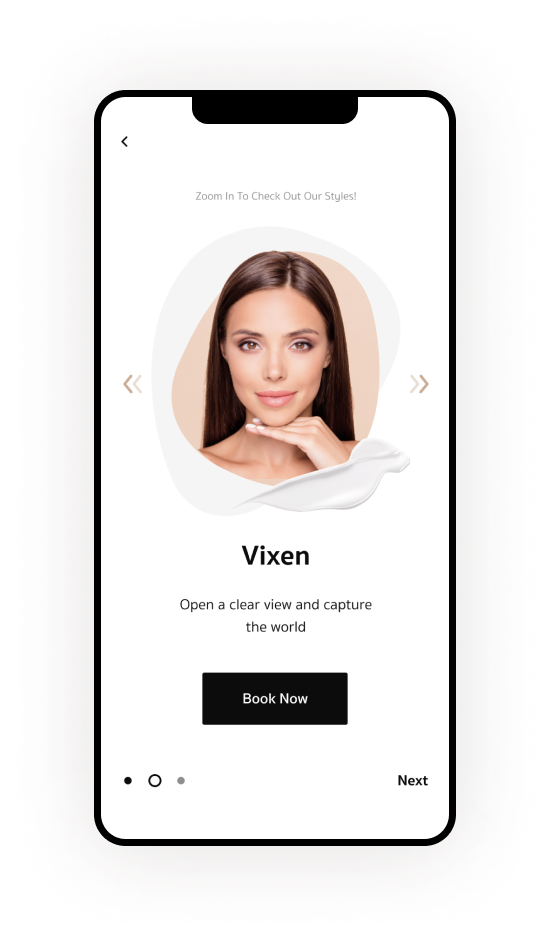 Zoom In To Check Out Our Styles!
Vixen
Open a clear view and capture
the world
Book Now
Next